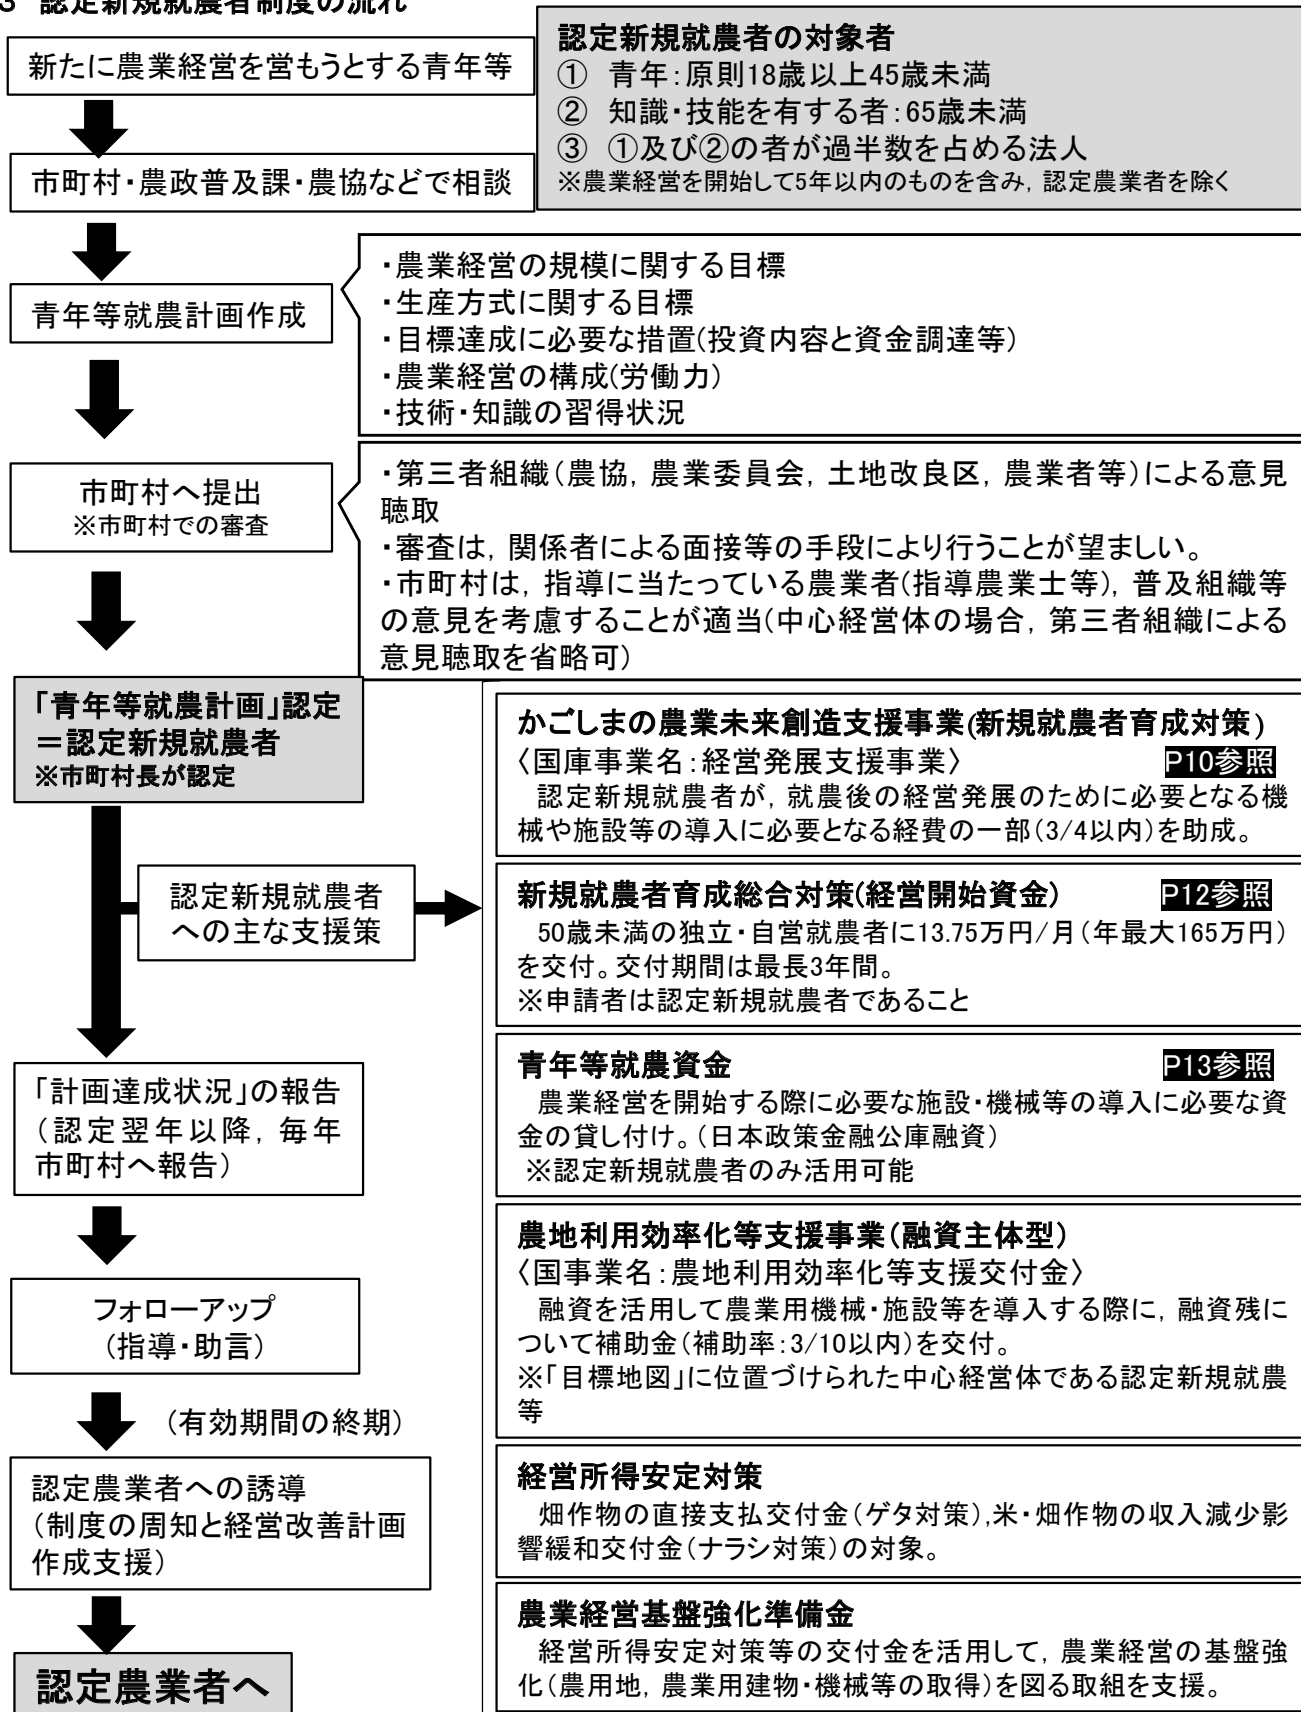 3 認定新規就農者制度の流れ
認定新規就農者の対象者
① 青年:原則18歳以上45歳未満
② 知識・技能を有する者:65歳未満
③ ①及び②の者が過半数を占める法人
※農業経営を開始して5年以内のものを含み,認定農業者を除く
新たに農業経営を営もうとする青年等
市町村・農政普及課・農協などで相談
青年等就農計画作成
・農業経営の規模に関する目標
・生産方式に関する目標
・目標達成に必要な措置(投資内容と資金調達等)
・農業経営の構成(労働力)
・技術・知識の習得状況
市町村へ提出
※市町村での審査
・第三者組織(農協,農業委員会,土地改良区,農業者等)による意見
聴取
・審査は,関係者による面接等の手段により行うことが望ましい。
・市町村は,指導に当たっている農業者(指導農業士等),普及組織等
の意見を考慮することが適当(中心経営体の場合,第三者組織による
意見聴取を省略可)
「青年等就農計画」認定
=認定新規就農者
※市町村長が認定
認定新規就農者
への主な支援策
かごしまの農業未来創造支援事業(新規就農者育成対策)
〈国庫事業名:経営発展支援事業〉 P10参照
認定新規就農者が,就農後の経営発展のために必要となる機
械や施設等の導入に必要となる経費の一部(3/4以内)を助成。
新規就農者育成総合対策(経営開始資金) P12参照
50歳未満の独立・自営就農者に13.75万円/月(年最大165万円)
を交付。交付期間は最長3年間。
※申請者は認定新規就農者であること
青年等就農資金 P13参照
農業経営を開始する際に必要な施設・機械等の導入に必要な資
金の貸し付け。(日本政策金融公庫融資)
※認定新規就農者のみ活用可能
農地利用効率化等支援事業(融資主体型)
〈国事業名:農地利用効率化等支援交付金〉
融資を活用して農業用機械・施設等を導入する際に,融資残に
ついて補助金(補助率:3/10以内)を交付。
※「目標地図」に位置づけられた中心経営体である認定新規就農
等
経営所得安定対策
畑作物の直接支払交付金(ゲタ対策),米・畑作物の収入減少影
響緩和交付金(ナラシ対策)の対象。
農業経営基盤強化準備金
経営所得安定対策等の交付金を活用して,農業経営の基盤強
化(農用地,農業用建物・機械等の取得)を図る取組を支援。
「計画達成状況」の報告
(認定翌年以降,毎年
市町村へ報告)
フォローアップ
(指導・助言)
(有効期間の終期)
認定農業者への誘導
(制度の周知と経営改善計画
作成支援)
認定農業者へ